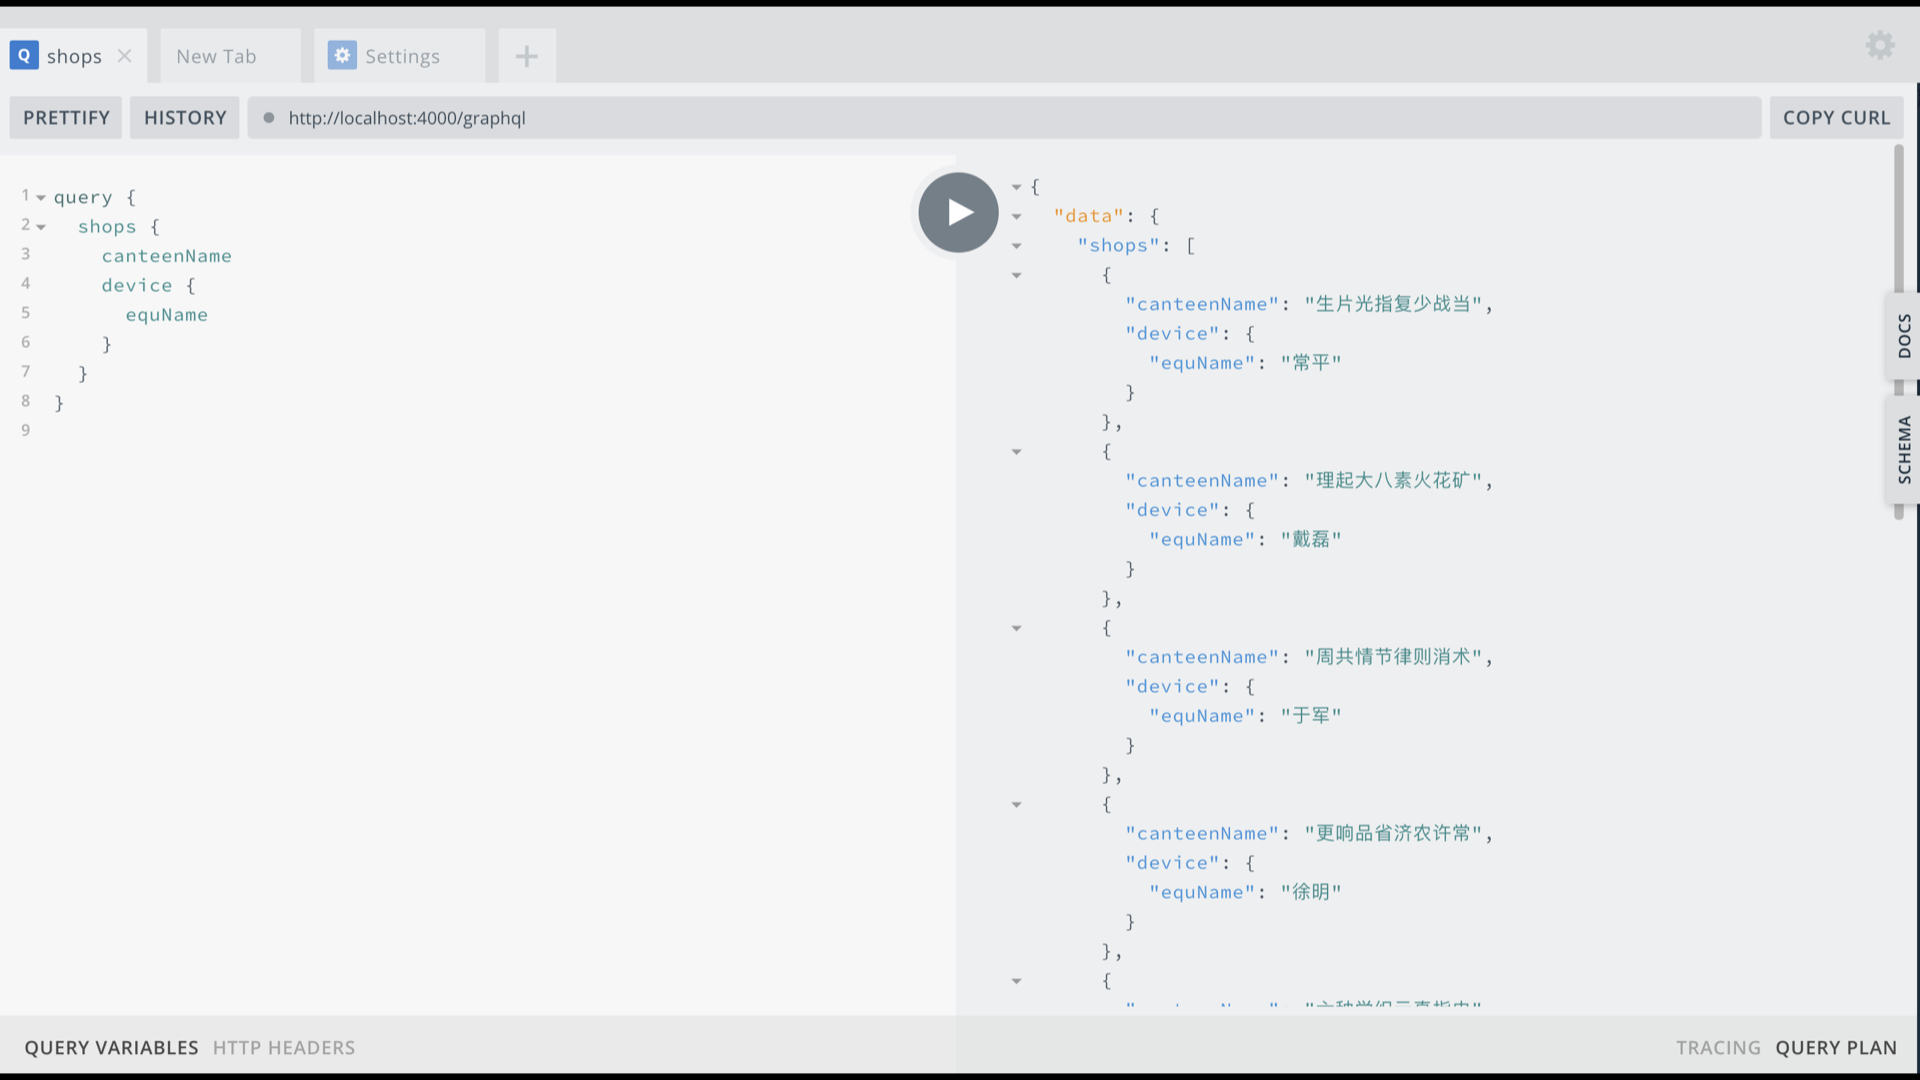 Q shops × New Tab Settings +
PRETTIFY HISTORY http://localhost:4000/graphql COPY CURL
1 query {
2 shops {
3 canteenName
4 device {
5 equName
6 }
7 }
8 }
9
{
"data": {
"shops": [
{
"canteenName": "生片光指复少战当",
"device": {
"equName": "常平"
}
},
{
"canteenName": "理起大八素火花矿",
"device": {
"equName": "戴磊"
}
},
{
"canteenName": "周共情节律则消术",
"device": {
"equName": "于军"
}
},
{
"canteenName": "更响品省济农许常",
"device": {
"equName": "徐明"
}
},
{
DOCS
SCHEMA
QUERY VARIABLES HTTP HEADERS
TRACING QUERY PLAN